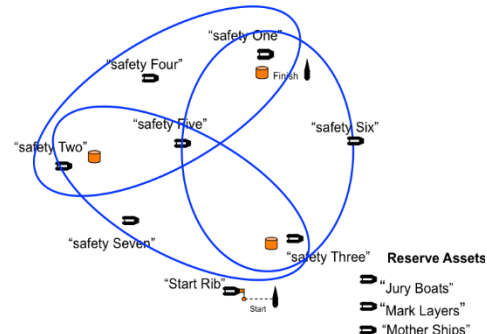 “safety One”
Finish
“safety Four”
“safety Five”
“safety Six”
“safety Two”
“safety Seven”
“safety Three”
Reserve Assets
“Start Rib”
Start
“Jury Boats”
“Mark Layers”
“Mother Ships”